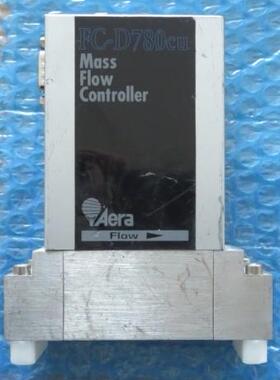 FC-D780cu
Mass
Flow
Controller
Aera
Flow